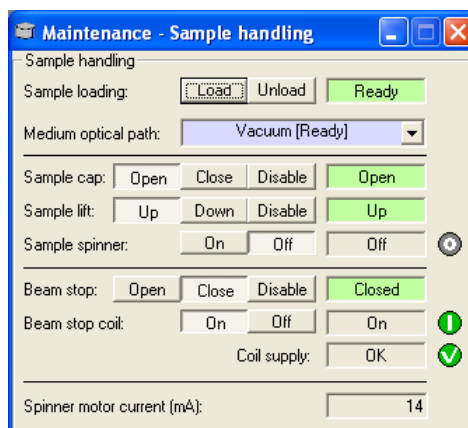 Maintenance - Sample handling
Sample handling
Sample loading: Load Unload Ready
Medium optical path: Vacuum [Ready]
Sample cap: Open Close Disable Open
Sample lift: Up Down Disable Up
Sample spinner: On Off Off
Beam stop: Open Close Disable Closed
Beam stop coil: On Off On
Coil supply: OK
Spinner motor current (mA): 14